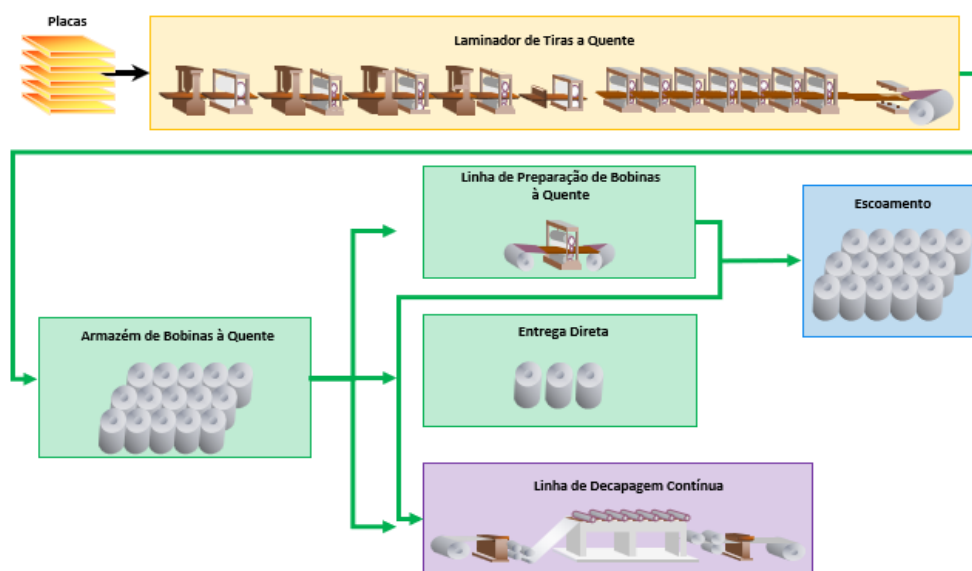 Placas
Laminador de Tiras a Quente
Linha de Preparação de Bobinas
à Quente
Escoamento
Armazém de Bobinas à Quente
Entrega Direta
Linha de Decapagem Contínua